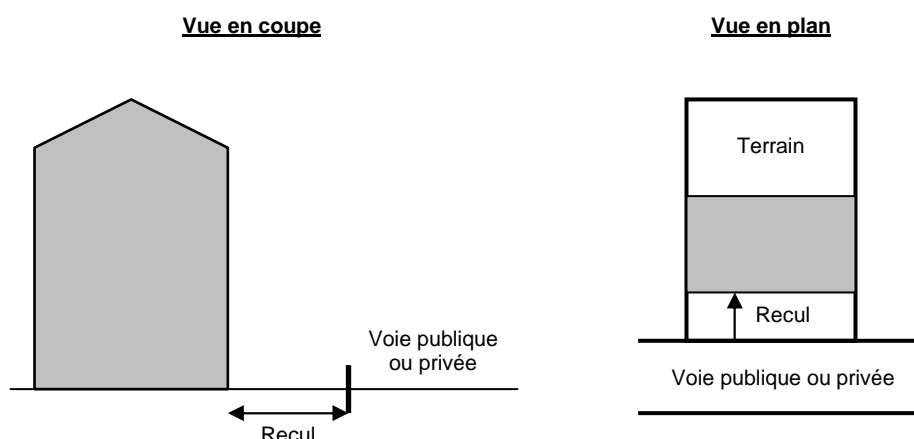 Vue en coupe
Vue en plan
Voie publique
ou privée
Recul
Terrain
Recul
Voie publique ou privée